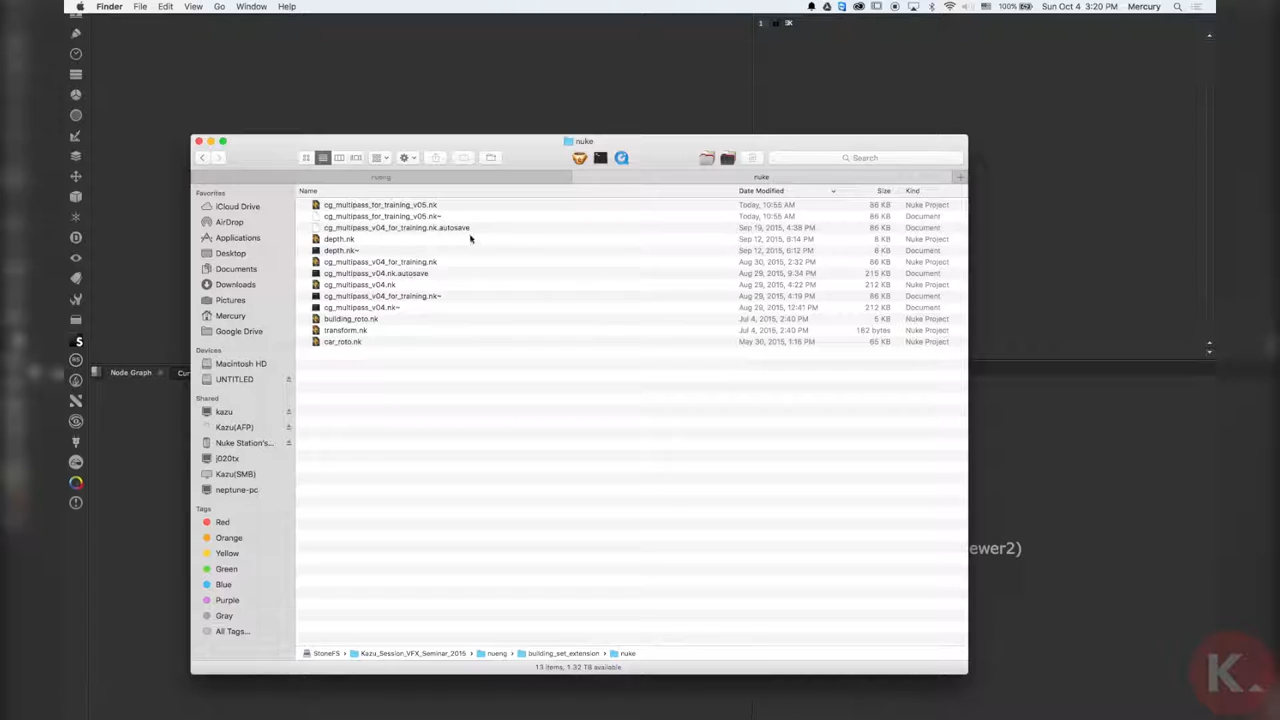 Finder File Edit View Go Window Help 100% Sun Oct 4 3:20 PM Mercury
1
nuke
Search
rueng nuke
Name Date Modified Size Kind
Favorites
iCloud Drive
AirDrop
Applications
Desktop
Documents
Downloads
Pictures
Mercury
Google Drive
Devices
Macintosh HD
UNTITLED
Shared
kazu
Kazu(AFP)
Nuke Station's...
j020tx
Kazu(SMB)
neptune-pc
Tags
Red
Orange
Yellow
Green
Blue
Purple
Gray
All Tags...
cg_multipass_for_training_v05.nk Today, 10:55 AM 86 KB Nuke Project
cg_multipass_for_training_v05.nk~ Today, 10:55 AM 86 KB Document
cg_multipass_v04_for_training.nk.autosave Sep 19, 2015, 4:38 PM 86 KB Document
depth.nk Sep 12, 2015, 6:14 PM 8 KB Nuke Project
depth.nk~ Sep 12, 2015, 6:14 PM 8 KB Document
cg_multipass_v04_for_training.nk Aug 30, 2015, 2:32 PM 86 KB Nuke Project
cg_multipass_v04.nk.autosave Aug 29, 2015, 9:34 PM 215 KB Document
cg_multipass_v04.nk Aug 29, 2015, 4:22 PM 212 KB Nuke Project
cg_multipass_v04_for_training.nk~ Aug 29, 2015, 4:19 PM 86 KB Document
cg_multipass_v04.nk~ Aug 29, 2015, 12:41 PM 212 KB Document
building_roto.nk Jul 4, 2015, 2:40 PM 5 KB Nuke Project
transform.nk Jul 4, 2015, 2:40 PM 182 bytes Nuke Project
car_roto.nk May 30, 2015, 1:16 PM 65 KB Nuke Project
Node Graph Cur
ewer2)
StoneFS Kazu_Session_VFX_Seminar_2015 rueng building_set_extension nuke
13 items, 1.32 TB available
K.